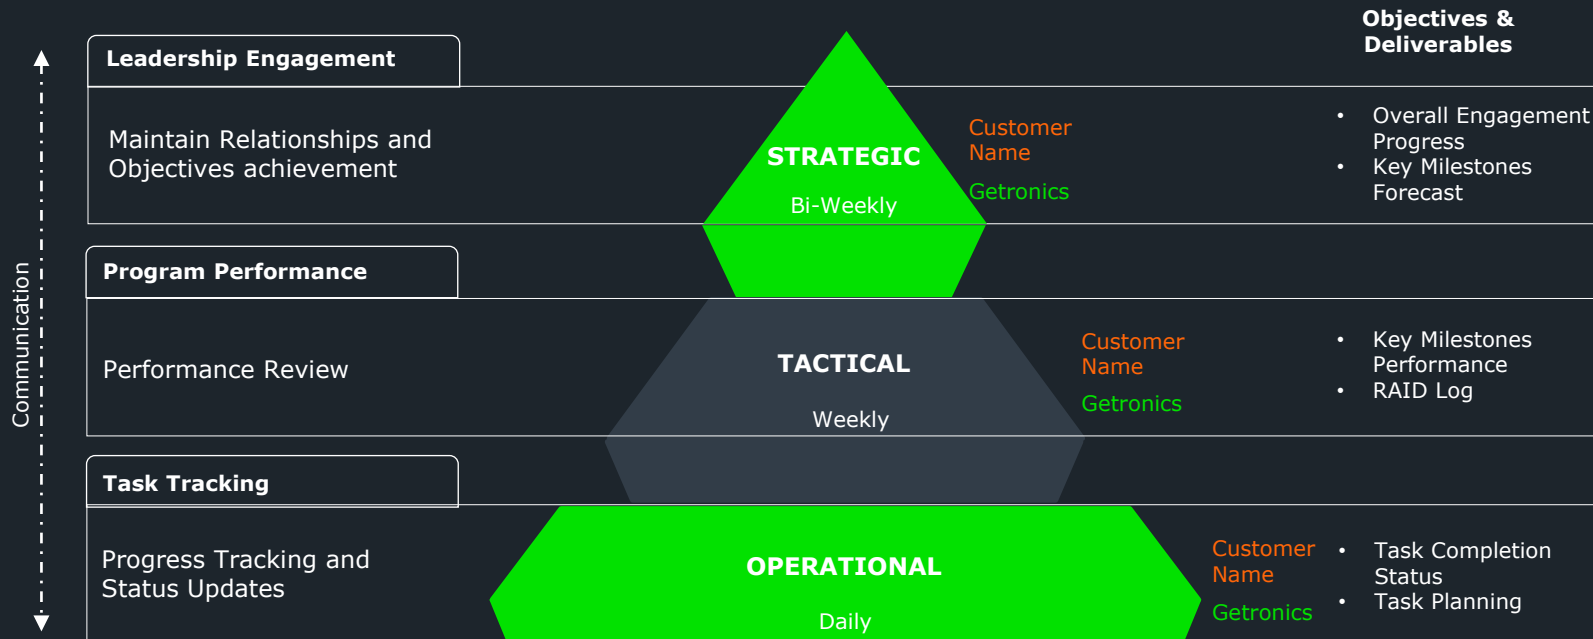 Objectives &
Deliverables
Leadership Engagement
Maintain Relationships and
Objectives achievement
STRATEGIC
Bi-Weekly
Customer
Name
Getronics
• Overall Engagement
Progress
• Key Milestones
Forecast
Communication
Program Performance
Performance Review
TACTICAL
Weekly
Customer
Name
Getronics
• Key Milestones
Performance
• RAID Log
Task Tracking
Progress Tracking and
Status Updates
OPERATIONAL
Daily
Customer
Name
Getronics
• Task Completion
Status
• Task Planning